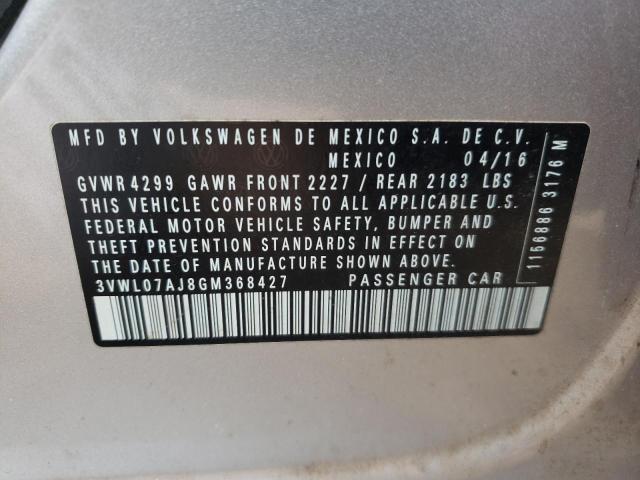 MFD BY VOLKSWAGEN DE MEXICO S.A. DE C.V.
MEXICO 04/16
GVWR 4299 GAWR FRONT 2227 / REAR 2183 LBS
THIS VEHICLE CONFORMS TO ALL APPLICABLE U.S.
FEDERAL MOTOR VEHICLE SAFETY, BUMPER AND
THEFT PREVENTION STANDARDS IN EFFECT ON
THE DATE OF MANUFACTURE SHOWN ABOVE.
3VWL07AJ8GM368427 PASSENGER CAR
1156886 3176 M